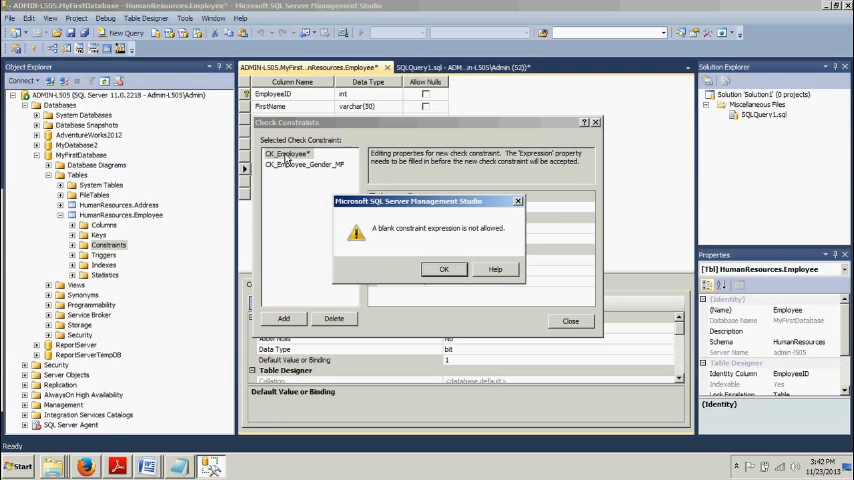 ADMIN-L505.MyFirstDatabase - HumanResources.Employee* - Microsoft SQL Server Management Studio
File Edit View Project Debug Table Designer Tools Window Help
New Query
Object Explorer
Connect
ADMIN-L505 (SQL Server 11.0.2218 - ADMIN-L505\Admin)
Databases
System Databases
Database Snapshots
AdventureWorks2012
MyDatabase2
MyFirstDatabase
Database Diagrams
Tables
System Tables
FileTables
HumanResources.Address
HumanResources.Employee
Columns
Keys
Constraints
Triggers
Indexes
Statistics
Views
Synonyms
Programmability
Service Broker
Storage
Security
ReportServer
ReportServerTempDB
Security
Server Objects
Replication
AlwaysOn High Availability
Management
Integration Services Catalogs
SQL Server Agent
ADMIN-L505.MyFirst...nResources.Employee*
SQLQuery1.sql - ADM...in-L505\Admin (52))*
Column Name Data Type Allow Nulls
EmployeeID int
FirstName varchar(50)
Check Constraints
Selected Check Constraint:
CK_Employee*
CK_Employee_Gender_MF
Editing properties for new check constraint. The 'Expression' property
needs to be filled in before the new check constraint will be accepted.
Microsoft SQL Server Management Studio
A blank constraint expression is not allowed.
OK Help
Add Delete Close
Allow Nulls No
Data Type bit
Default Value or Binding 1
Table Designer
Collation <database default>
Default Value or Binding
Solution Explorer
Solution 'Solution1' (0 projects)
Miscellaneous Files
SQLQuery1.sql
Properties
[Tbl] HumanResources.Employee
(Identity)
(Name) Employee
Database Name MyFirstDatabase
Description
Schema HumanResources
Server Name admin-l505
Table Designer
Identity Column EmployeeID
Indexable Yes
Lock Escalation Table
(Identity)
Ready
Start
3:42 PM
11/23/2013